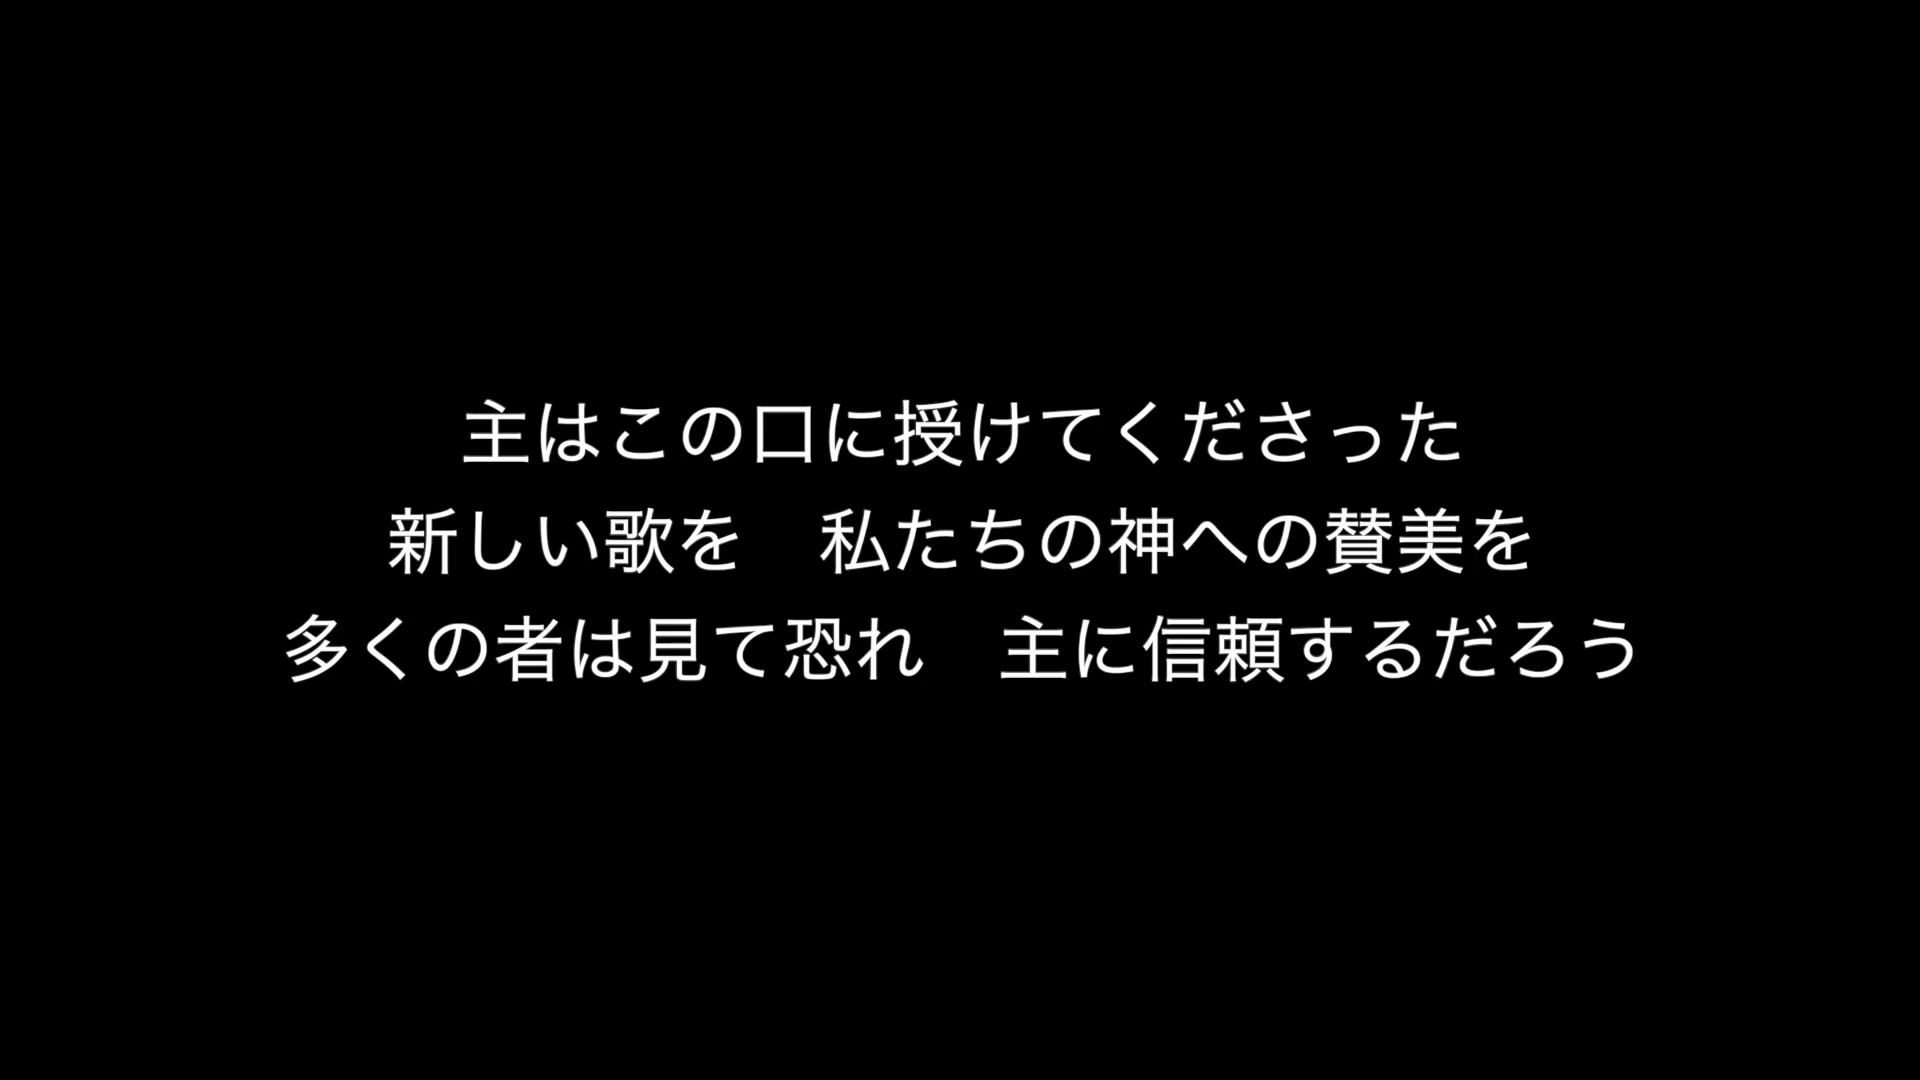 主はこの口に授けてくださった
新しい歌を　私たちの神への賛美を
多くの者は見て恐れ　主に信頼するだろう